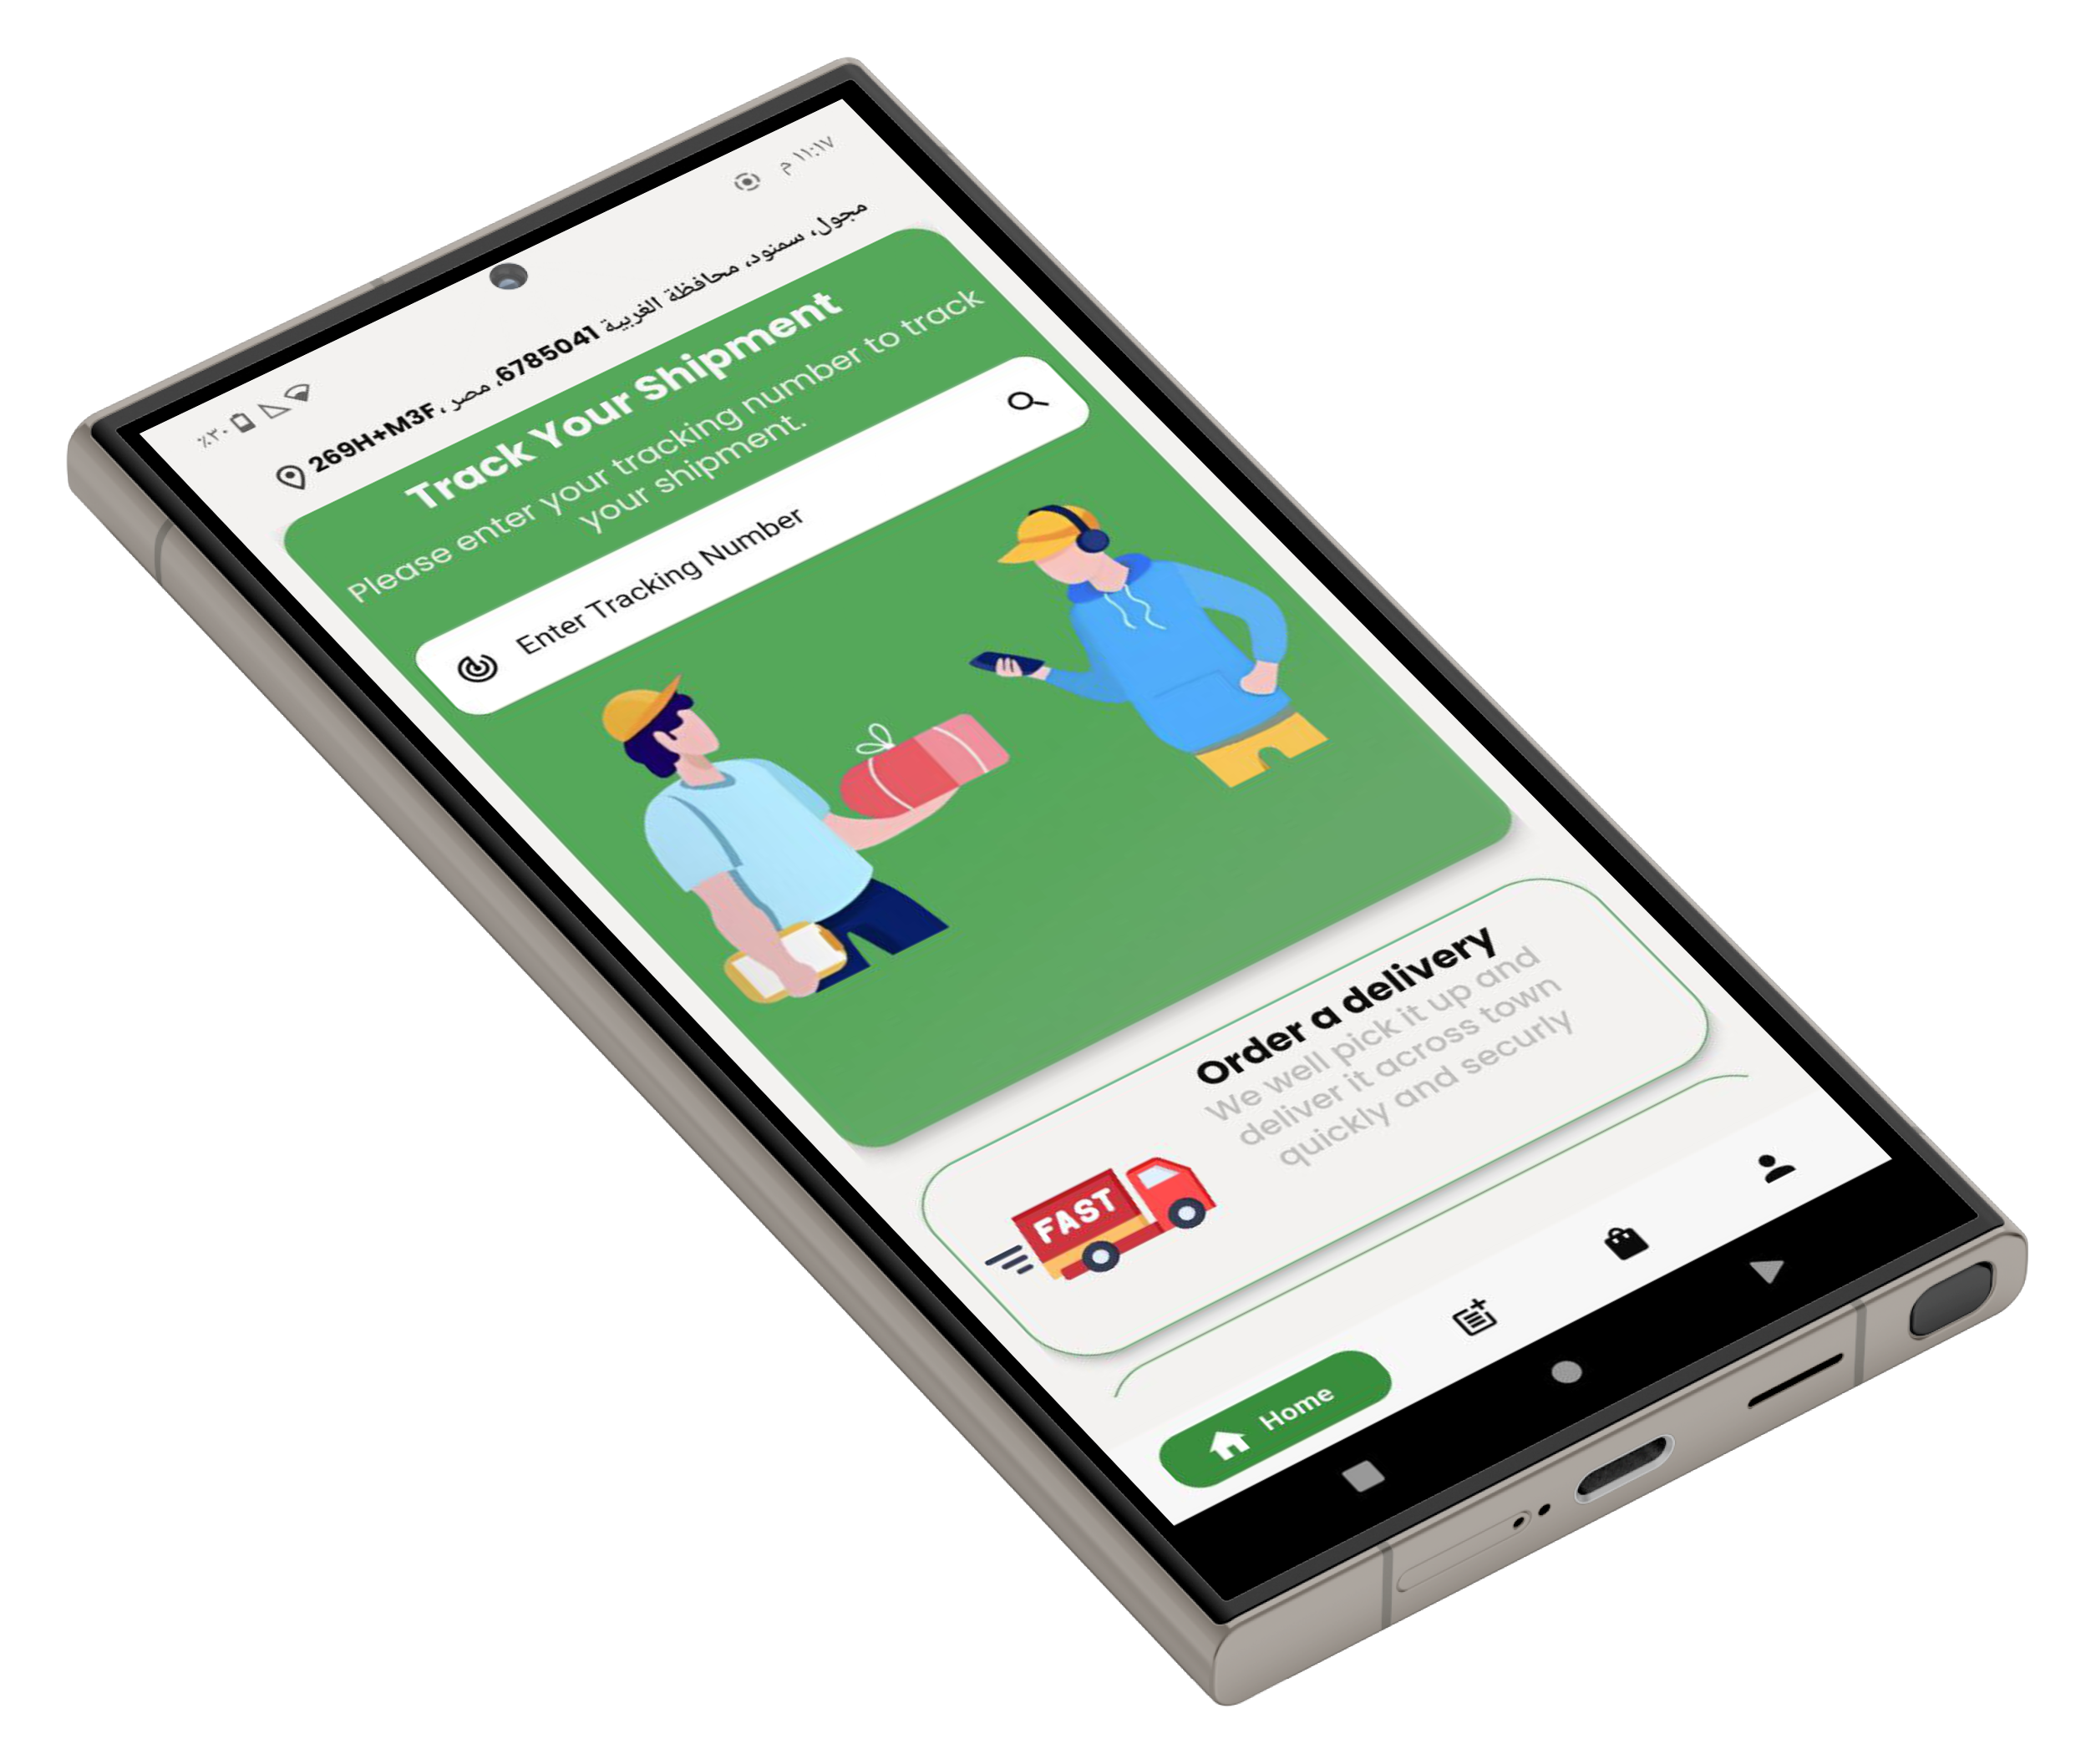 ١١:١٧ م
٪٣٠
269H+M3F، مجول، سمنود، محافظة الغربية 6785041، مصر
Track Your Shipment
Please enter your tracking number to track
your shipment.
Enter Tracking Number
Order a delivery
We well pick it up and
deliver it across town
quickly and securly
FAST
Home